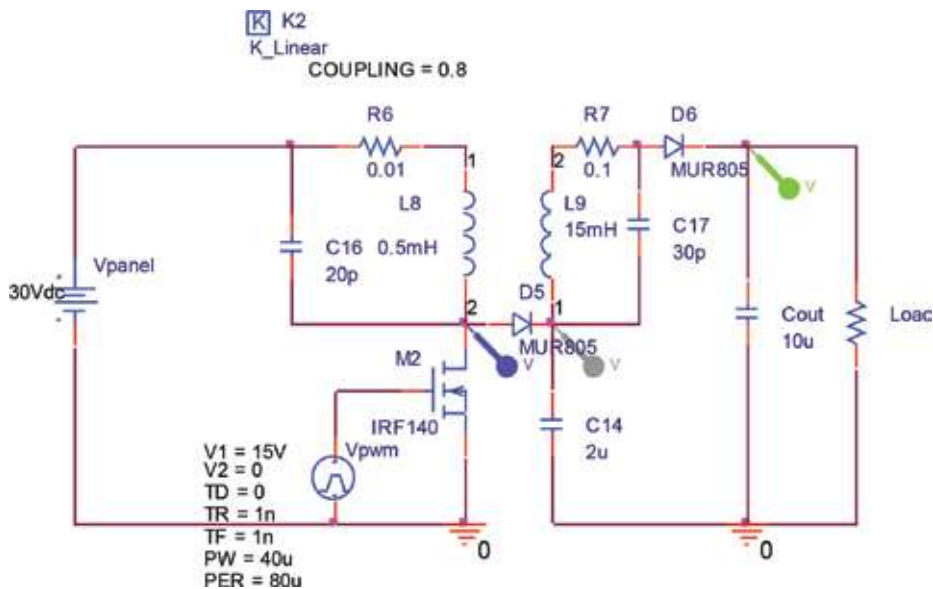 K K2
K_Linear
COUPLING = 0.8
R6
0.01
1
L8
0.5mH
2
C16
20p
Vpanel
30Vdc
R7
0.1
2
L9
15mH
1
D6
MUR805
V
C17
30p
D5
MUR805
V
V
M2
IRF140
Vpwm
C14
2u
Cout
10u
Loac
V1 = 15V
V2 = 0
TD = 0
TR = 1n
TF = 1n
PW = 40u
PER = 80u
0
0